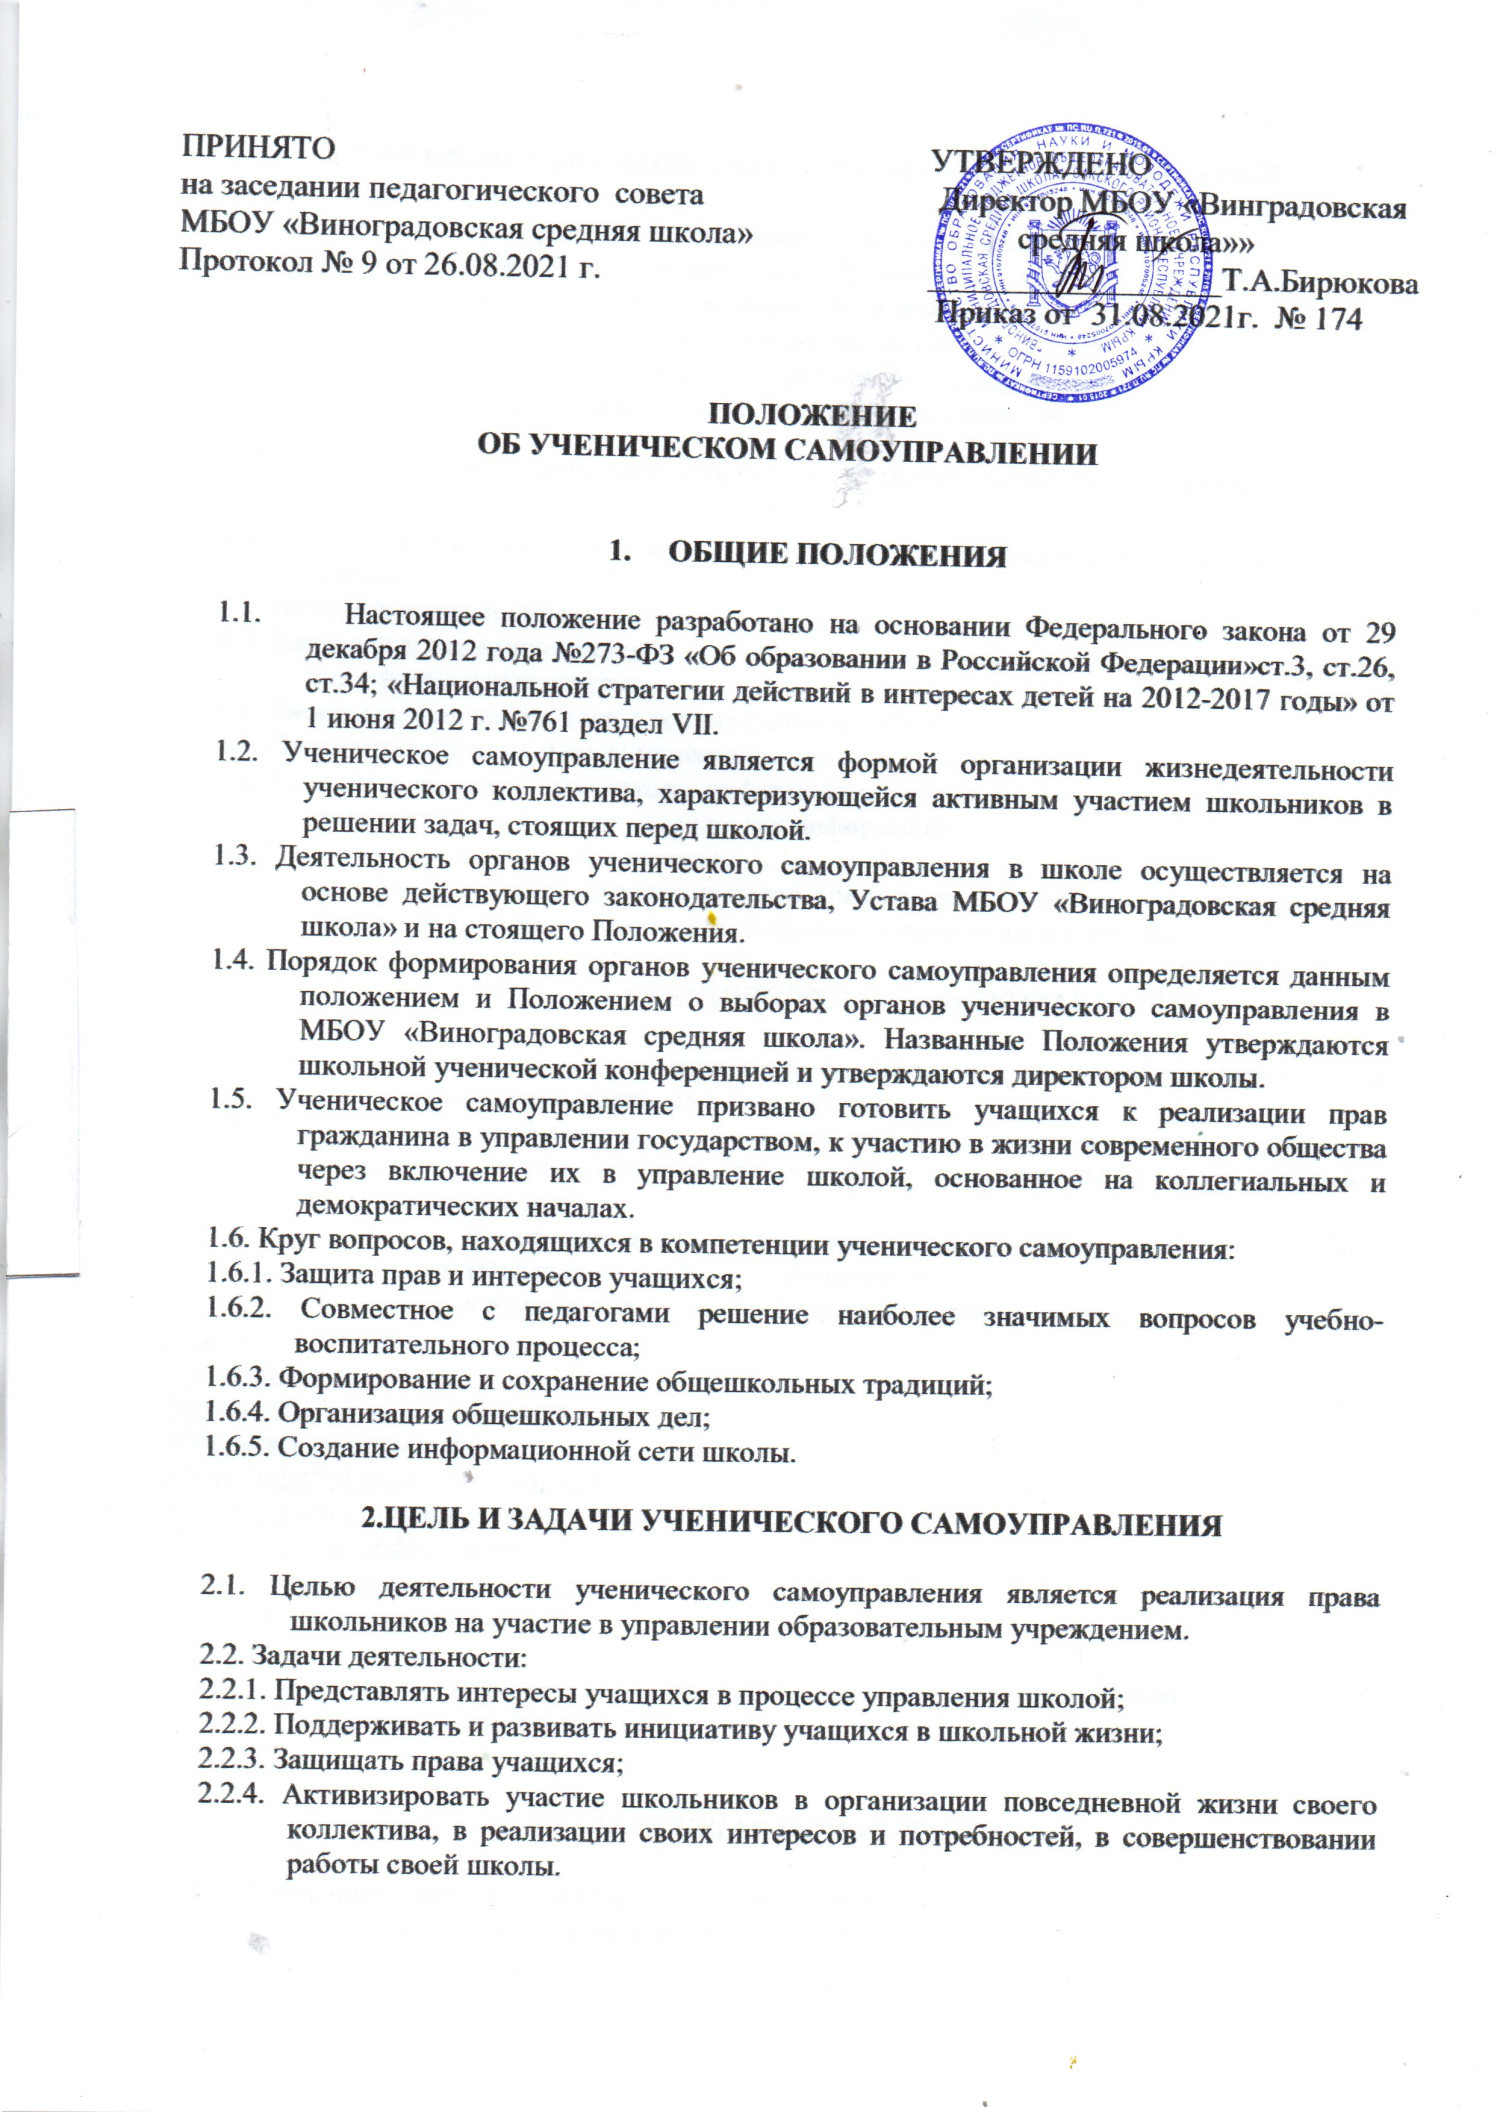 ПРИНЯТО
на заседании педагогического совета
МБОУ «Виноградовская средняя школа»
Протокол № 9 от 26.08.2021 г.
УТВЕРЖДЕНО
Директор МБОУ «Винградовская
средняя школа»»
Т.А.Бирюкова
Приказ от 31.08.2021г. № 174
ОГРН 1159102005974
ПОЛОЖЕНИЕ
ОБ УЧЕНИЧЕСКОМ САМОУПРАВЛЕНИИ
1. ОБЩИЕ ПОЛОЖЕНИЯ
1.1. Настоящее положение разработано на основании Федерального закона от 29
декабря 2012 года №273-ФЗ «Об образовании в Российской Федерации»ст.3, ст.26,
ст.34; «Национальной стратегии действий в интересах детей на 2012-2017 годы» от
1 июня 2012 г. №761 раздел VII.
1.2. Ученическое самоуправление является формой организации жизнедеятельности
ученического коллектива, характеризующейся активным участием школьников в
решении задач, стоящих перед школой.
1.3. Деятельность органов ученического самоуправления в школе осуществляется на
основе действующего законодательства, Устава МБОУ «Виноградовская средняя
школа» и на стоящего Положения.
1.4. Порядок формирования органов ученического самоуправления определяется данным
положением и Положением о выборах органов ученического самоуправления в
МБОУ «Виноградовская средняя школа». Названные Положения утверждаются
школьной ученической конференцией и утверждаются директором школы.
1.5. Ученическое самоуправление призвано готовить учащихся к реализации прав
гражданина в управлении государством, к участию в жизни современного общества
через включение их в управление школой, основанное на коллегиальных и
демократических началах.
1.6. Круг вопросов, находящихся в компетенции ученического самоуправления:
1.6.1. Защита прав и интересов учащихся;
1.6.2. Совместное с педагогами решение наиболее значимых вопросов учебно-
воспитательного процесса;
1.6.3. Формирование и сохранение общешкольных традиций;
1.6.4. Организация общешкольных дел;
1.6.5. Создание информационной сети школы.
2.ЦЕЛЬ И ЗАДАЧИ УЧЕНИЧЕСКОГО САМОУПРАВЛЕНИЯ
2.1. Целью деятельности ученического самоуправления является реализация права
школьников на участие в управлении образовательным учреждением.
2.2. Задачи деятельности:
2.2.1. Представлять интересы учащихся в процессе управления школой;
2.2.2. Поддерживать и развивать инициативу учащихся в школьной жизни;
2.2.3. Защищать права учащихся;
2.2.4. Активизировать участие школьников в организации повседневной жизни своего
коллектива, в реализации своих интересов и потребностей, в совершенствовании
работы своей школы.